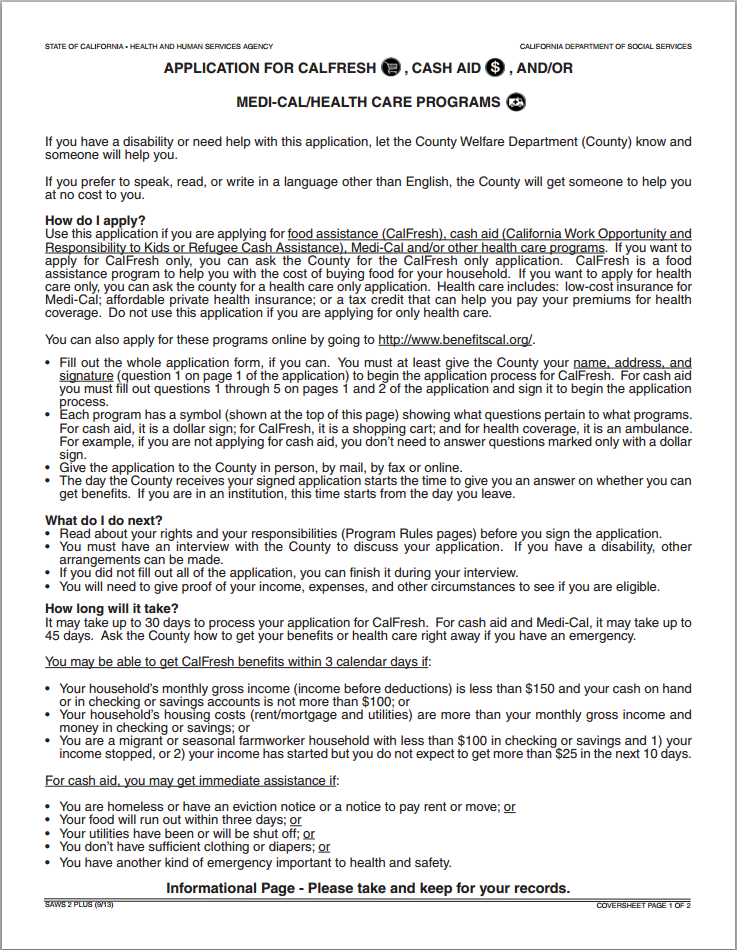 STATE OF CALIFORNIA • HEALTH AND HUMAN SERVICES AGENCY
CALIFORNIA DEPARTMENT OF SOCIAL SERVICES
APPLICATION FOR CALFRESH , CASH AID $ , AND/OR
MEDI-CAL/HEALTH CARE PROGRAMS
If you have a disability or need help with this application, let the County Welfare Department (County) know and
someone will help you.
If you prefer to speak, read, or write in a language other than English, the County will get someone to help you
at no cost to you.
How do I apply?
Use this application if you are applying for food assistance (CalFresh), cash aid (California Work Opportunity and
Responsibility to Kids or Refugee Cash Assistance), Medi-Cal and/or other health care programs. If you want to
apply for CalFresh only, you can ask the County for the CalFresh only application. CalFresh is a food
assistance program to help you with the cost of buying food for your household. If you want to apply for health
care only, you can ask the county for a health care only application. Health care includes: low-cost insurance for
Medi-Cal; affordable private health insurance; or a tax credit that can help you pay your premiums for health
coverage. Do not use this application if you are applying for only health care.
You can also apply for these programs online by going to http://www.benefitscal.org/.
• Fill out the whole application form, if you can. You must at least give the County your name, address, and
signature (question 1 on page 1 of the application) to begin the application process for CalFresh. For cash aid
you must fill out questions 1 through 5 on pages 1 and 2 of the application and sign it to begin the application
process.
• Each program has a symbol (shown at the top of this page) showing what questions pertain to what programs.
For cash aid, it is a dollar sign; for CalFresh, it is a shopping cart; and for health coverage, it is an ambulance.
For example, if you are not applying for cash aid, you don't need to answer questions marked only with a dollar
sign.
• Give the application to the County in person, by mail, by fax or online.
• The day the County receives your signed application starts the time to give you an answer on whether you can
get benefits. If you are in an institution, this time starts from the day you leave.
What do I do next?
• Read about your rights and your responsibilities (Program Rules pages) before you sign the application.
• You must have an interview with the County to discuss your application. If you have a disability, other
arrangements can be made.
• If you did not fill out all of the application, you can finish it during your interview.
• You will need to give proof of your income, expenses, and other circumstances to see if you are eligible.
How long will it take?
It may take up to 30 days to process your application for CalFresh. For cash aid and Medi-Cal, it may take up to
45 days. Ask the County how to get your benefits or health care right away if you have an emergency.
You may be able to get CalFresh benefits within 3 calendar days if:
• Your household's monthly gross income (income before deductions) is less than $150 and your cash on hand
or in checking or savings accounts is not more than $100; or
• Your household's housing costs (rent/mortgage and utilities) are more than your monthly gross income and
money in checking or savings; or
• You are a migrant or seasonal farmworker household with less than $100 in checking or savings and 1) your
income stopped, or 2) your income has started but you do not expect to get more than $25 in the next 10 days.
For cash aid, you may get immediate assistance if:
• You are homeless or have an eviction notice or a notice to pay rent or move; or
• Your food will run out within three days; or
• Your utilities have been or will be shut off; or
• You don't have sufficient clothing or diapers; or
• You have another kind of emergency important to health and safety.
Informational Page - Please take and keep for your records.
SAWS 2 PLUS (9/13)
COVERSHEET PAGE 1 OF 2